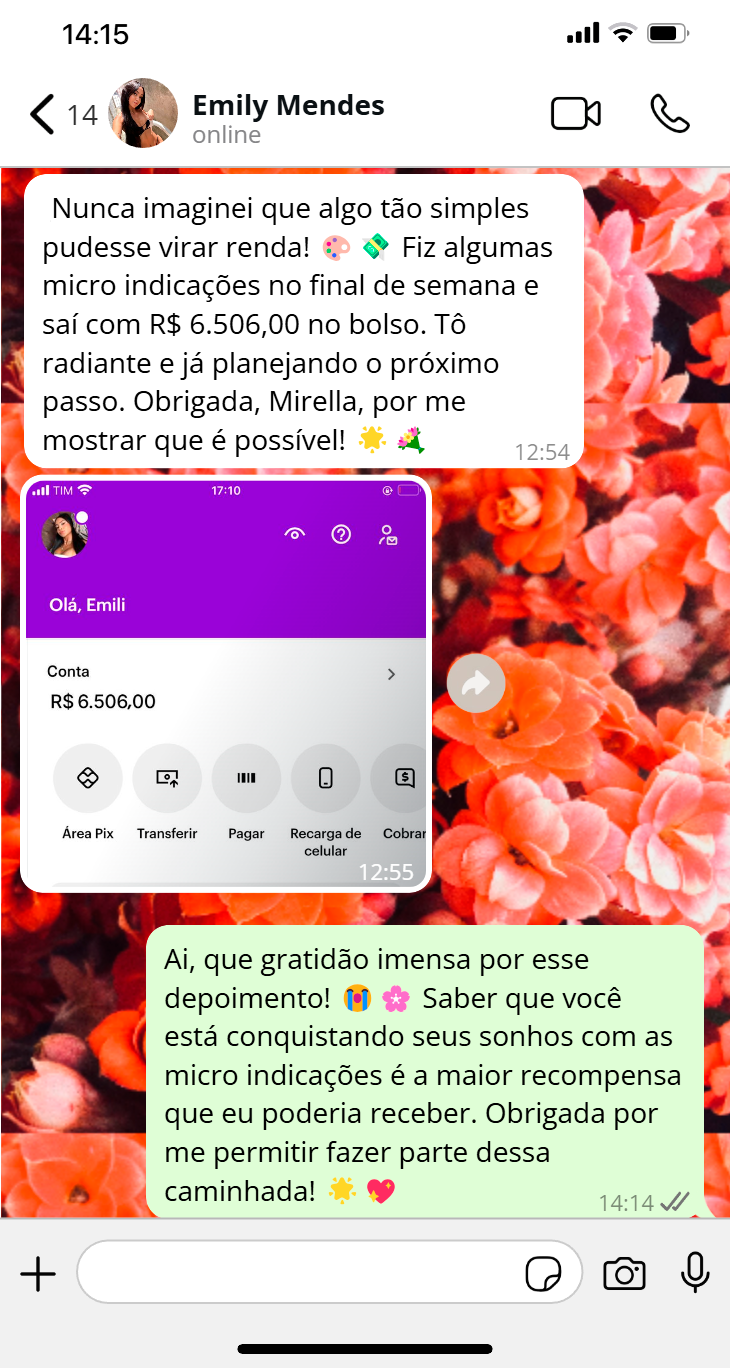 14:15
14
Emily Mendes
online
Nunca imaginei que algo tão simples
pudesse virar renda! 🎨 💸 Fiz algumas
micro indicações no final de semana e
saí com R$ 6.506,00 no bolso. Tô
radiante e já planejando o próximo
passo. Obrigada, Mirella, por me
mostrar que é possível! 🌟 💐
12:54
TIM
17:10
Olá, Emili
Conta
R$ 6.506,00
Área Pix
Transferir
Pagar
Recarga de
celular
Cobrar
12:55
Ai, que gratidão imensa por esse
depoimento! 😭 🌸 Saber que você
está conquistando seus sonhos com as
micro indicações é a maior recompensa
que eu poderia receber. Obrigada por
me permitir fazer parte dessa
caminhada! 🌟 💖
14:14